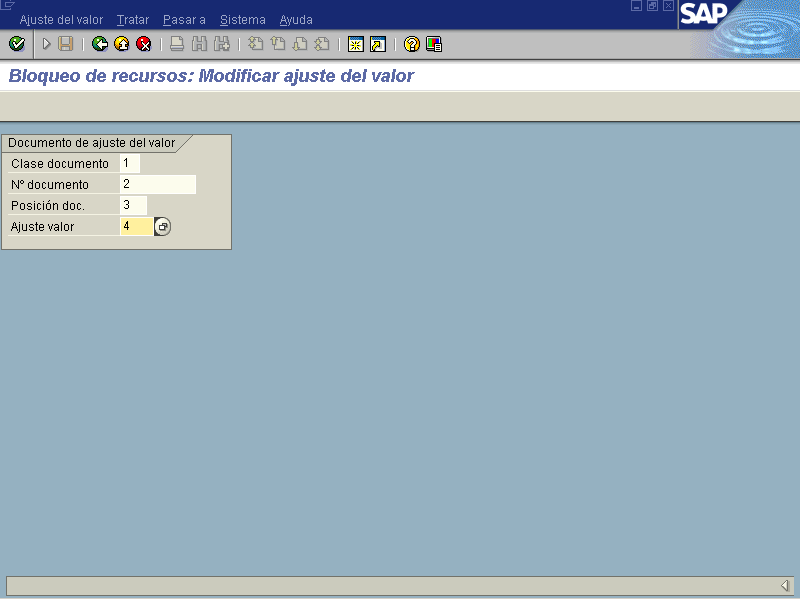 Ajuste del valor Tratar Pasar a Sistema Ayuda
SAP
Bloqueo de recursos: Modificar ajuste del valor
Documento de ajuste del valor
Clase documento 1
Nº documento 2
Posición doc. 3
Ajuste valor 4